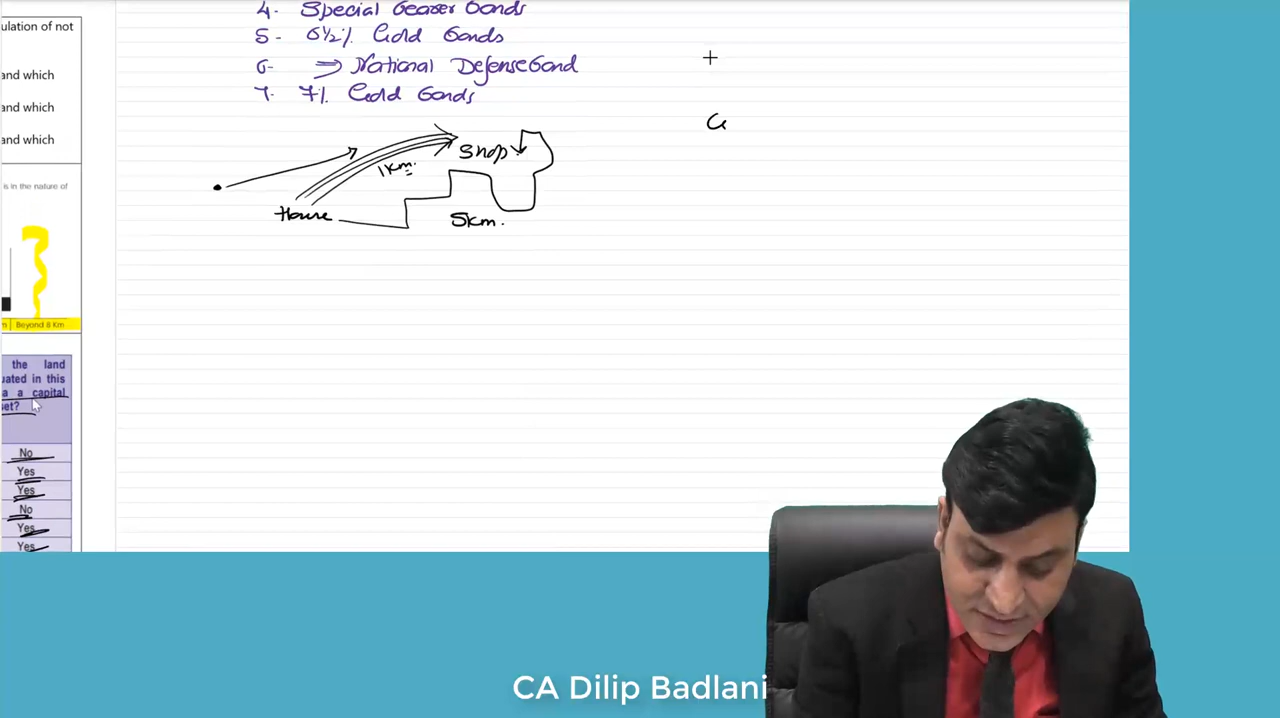 ulation of not
and which
and which
and which
is in the nature of
m | Beyond 8 Km
the land
uated in this
a a capital
set?
No
Yes
Yes
No
Yes
Yes
4. Special Bearer Bonds
5- 6½% Gold Bonds
6- ⇒ National Defense Bond
7. 7% Gold Bonds
1km.
Shop
House
5km.
+
G
CA Dilip Badlani